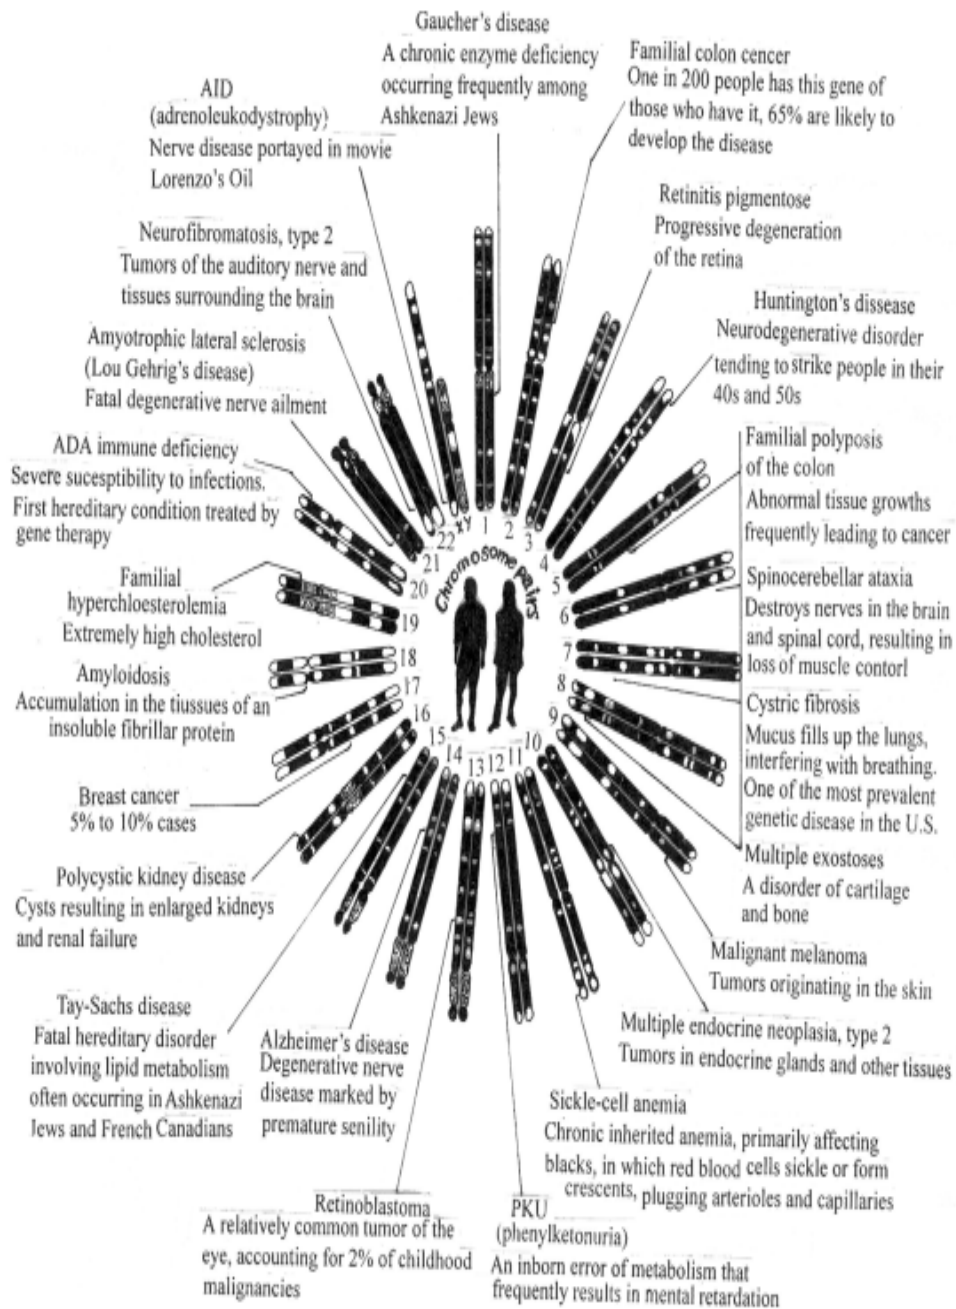 Gaucher's disease
A chronic enzyme deficiency
occurring frequently among
Ashkenazi Jews
Familial colon cencer
One in 200 people has this gene of
those who have it, 65% are likely to
develop the disease
Retinitis pigmentose
Progressive degeneration
of the retina
Huntington's dissease
Neurodegenerative disorder
tending to strike people in their
40s and 50s
Familial polyposis
of the colon
Abnormal tissue growths
frequently leading to cancer
Spinocerebellar ataxia
Destroys nerves in the brain
and spinal cord, resulting in
loss of muscle contorl
Cystric fibrosis
Mucus fills up the lungs,
interfering with breathing.
One of the most prevalent
genetic disease in the U.S.
Multiple exostoses
A disorder of cartilage
and bone
Malignant melanoma
Tumors originating in the skin
Multiple endocrine neoplasia, type 2
Tumors in endocrine glands and other tissues
Sickle-cell anemia
Chronic inherited anemia, primarily affecting
blacks, in which red blood cells sickle or form
crescents, plugging arterioles and capillaries
PKU
(phenylketonuria)
An inborn error of metabolism that
frequently results in mental retardation
Retinoblastoma
A relatively common tumor of the
eye, accounting for 2% of childhood
malignancies
Alzheimer's disease
Degenerative nerve
disease marked by
premature senility
Tay-Sachs disease
Fatal hereditary disorder
involving lipid metabolism
often occurring in Ashkenazi
Jews and French Canadians
Polycystic kidney disease
Cysts resulting in enlarged kidneys
and renal failure
Breast cancer
5% to 10% cases
Amyloidosis
Accumulation in the tiussues of an
insoluble fibrillar protein
Familial
hyperchloesterolemia
Extremely high cholesterol
ADA immune deficiency
Severe suceptibility to infections.
First hereditary condition treated by
gene therapy
Amyotrophic lateral sclerosis
(Lou Gehrig's disease)
Fatal degenerative nerve ailment
Neurofibromatosis, type 2
Tumors of the auditory nerve and
tissues surrounding the brain
AID
(adrenoleukodystrophy)
Nerve disease portayed in movie
Lorenzo's Oil
Chromosome pairs
1
2
3
4
5
6
7
8
9
10
11
12
13
14
15
16
17
18
19
20
21
22
XY